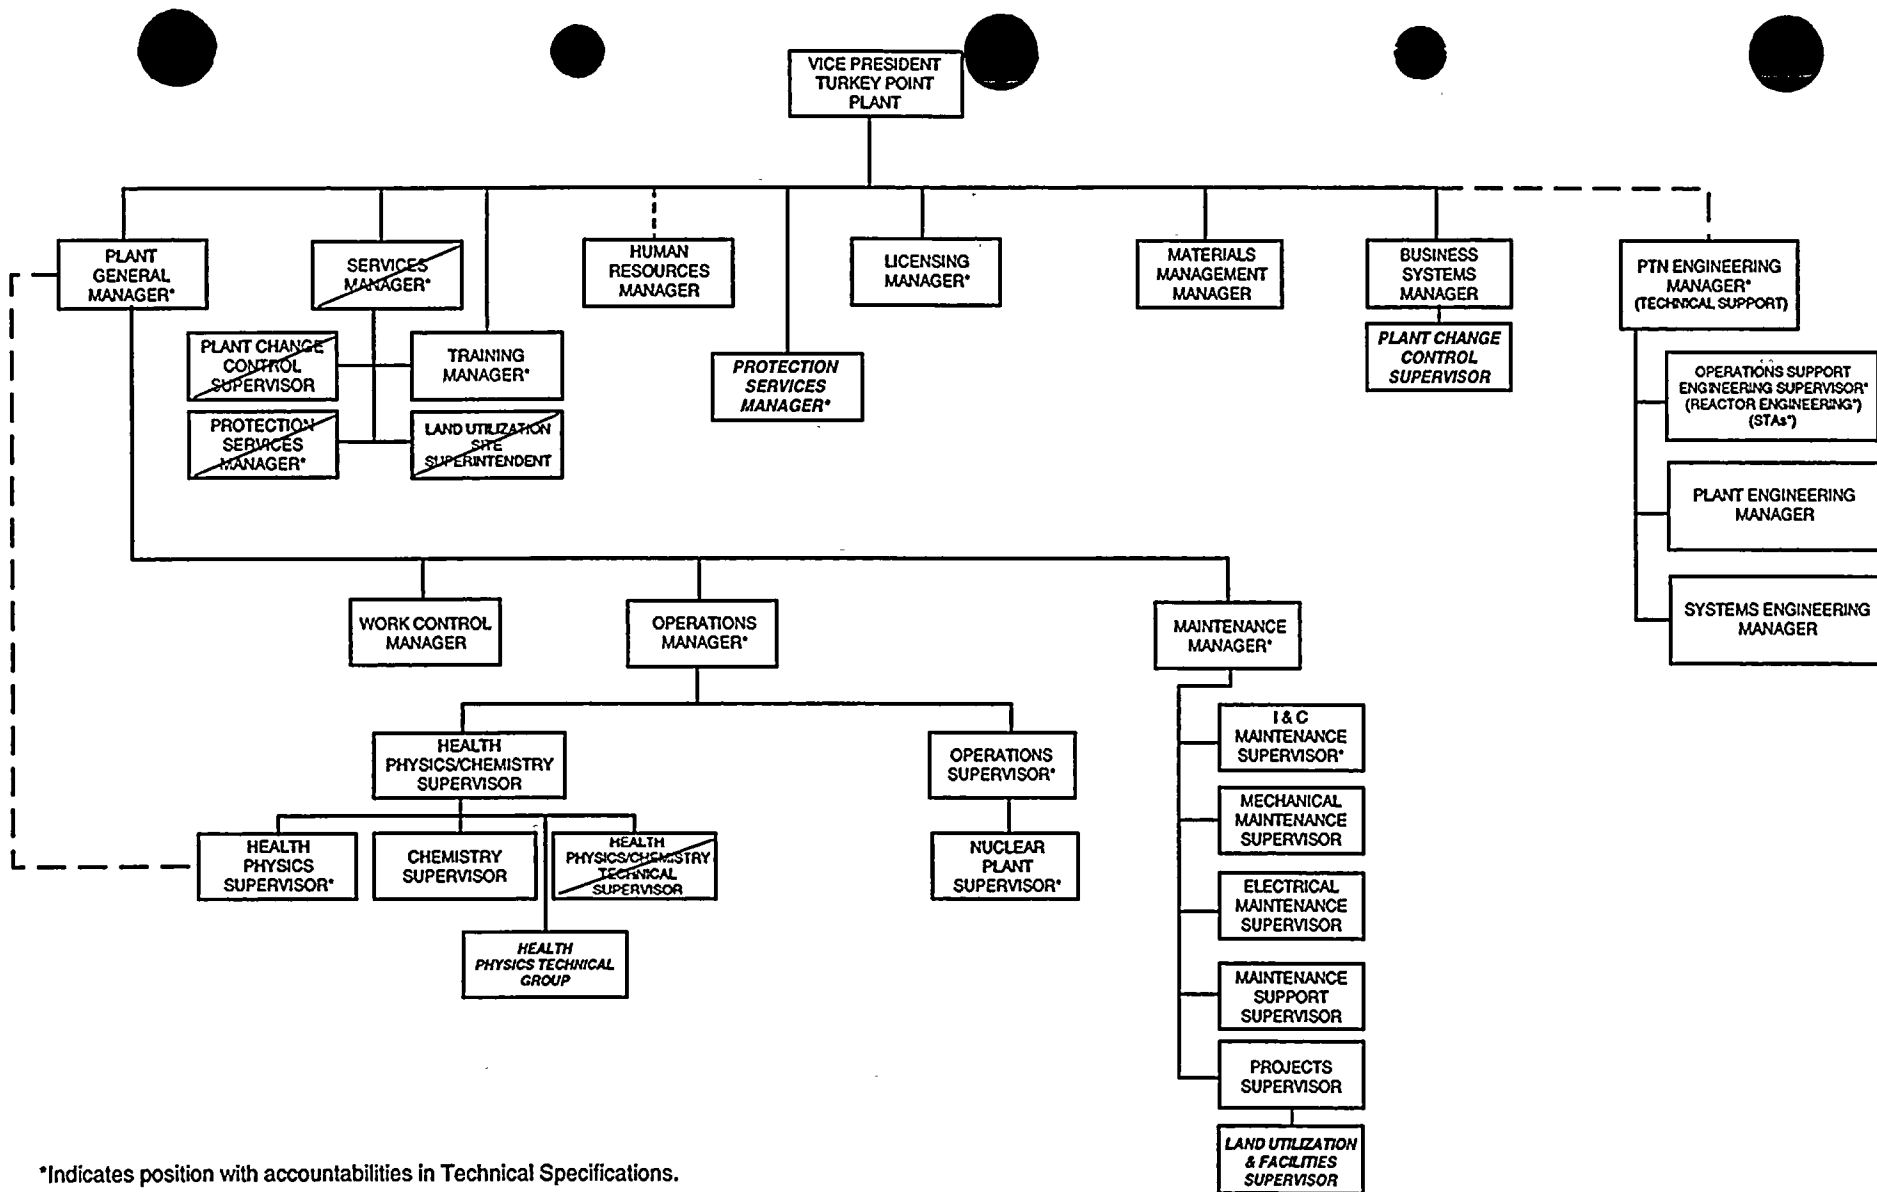 VICE PRESIDENT
TURKEY POINT
PLANT
PLANT
GENERAL
MANAGER*
SERVICES
MANAGER*
HUMAN
RESOURCES
MANAGER
LICENSING
MANAGER*
MATERIALS
MANAGEMENT
MANAGER
BUSINESS
SYSTEMS
MANAGER
PTN ENGINEERING
MANAGER*
(TECHNICAL SUPPORT)
PLANT CHANGE
CONTROL
SUPERVISOR
TRAINING
MANAGER*
PROTECTION
SERVICES
MANAGER*
PLANT CHANGE
CONTROL
SUPERVISOR
OPERATIONS SUPPORT
ENGINEERING SUPERVISOR*
(REACTOR ENGINEERING*)
(STAs*)
PROTECTION
SERVICES
MANAGER*
LAND UTILIZATION
SITE
SUPERINTENDENT
PLANT ENGINEERING
MANAGER
SYSTEMS ENGINEERING
MANAGER
WORK CONTROL
MANAGER
OPERATIONS
MANAGER*
MAINTENANCE
MANAGER*
HEALTH
PHYSICS/CHEMISTRY
SUPERVISOR
OPERATIONS
SUPERVISOR*
I & C
MAINTENANCE
SUPERVISOR*
MECHANICAL
MAINTENANCE
SUPERVISOR
HEALTH
PHYSICS
SUPERVISOR*
CHEMISTRY
SUPERVISOR
HEALTH
PHYSICS/CHEMISTRY
TECHNICAL
SUPERVISOR
NUCLEAR
PLANT
SUPERVISOR*
ELECTRICAL
MAINTENANCE
SUPERVISOR
HEALTH
PHYSICS TECHNICAL
GROUP
MAINTENANCE
SUPPORT
SUPERVISOR
PROJECTS
SUPERVISOR
LAND UTILIZATION
& FACILITIES
SUPERVISOR
*Indicates position with accountabilities in Technical Specifications.